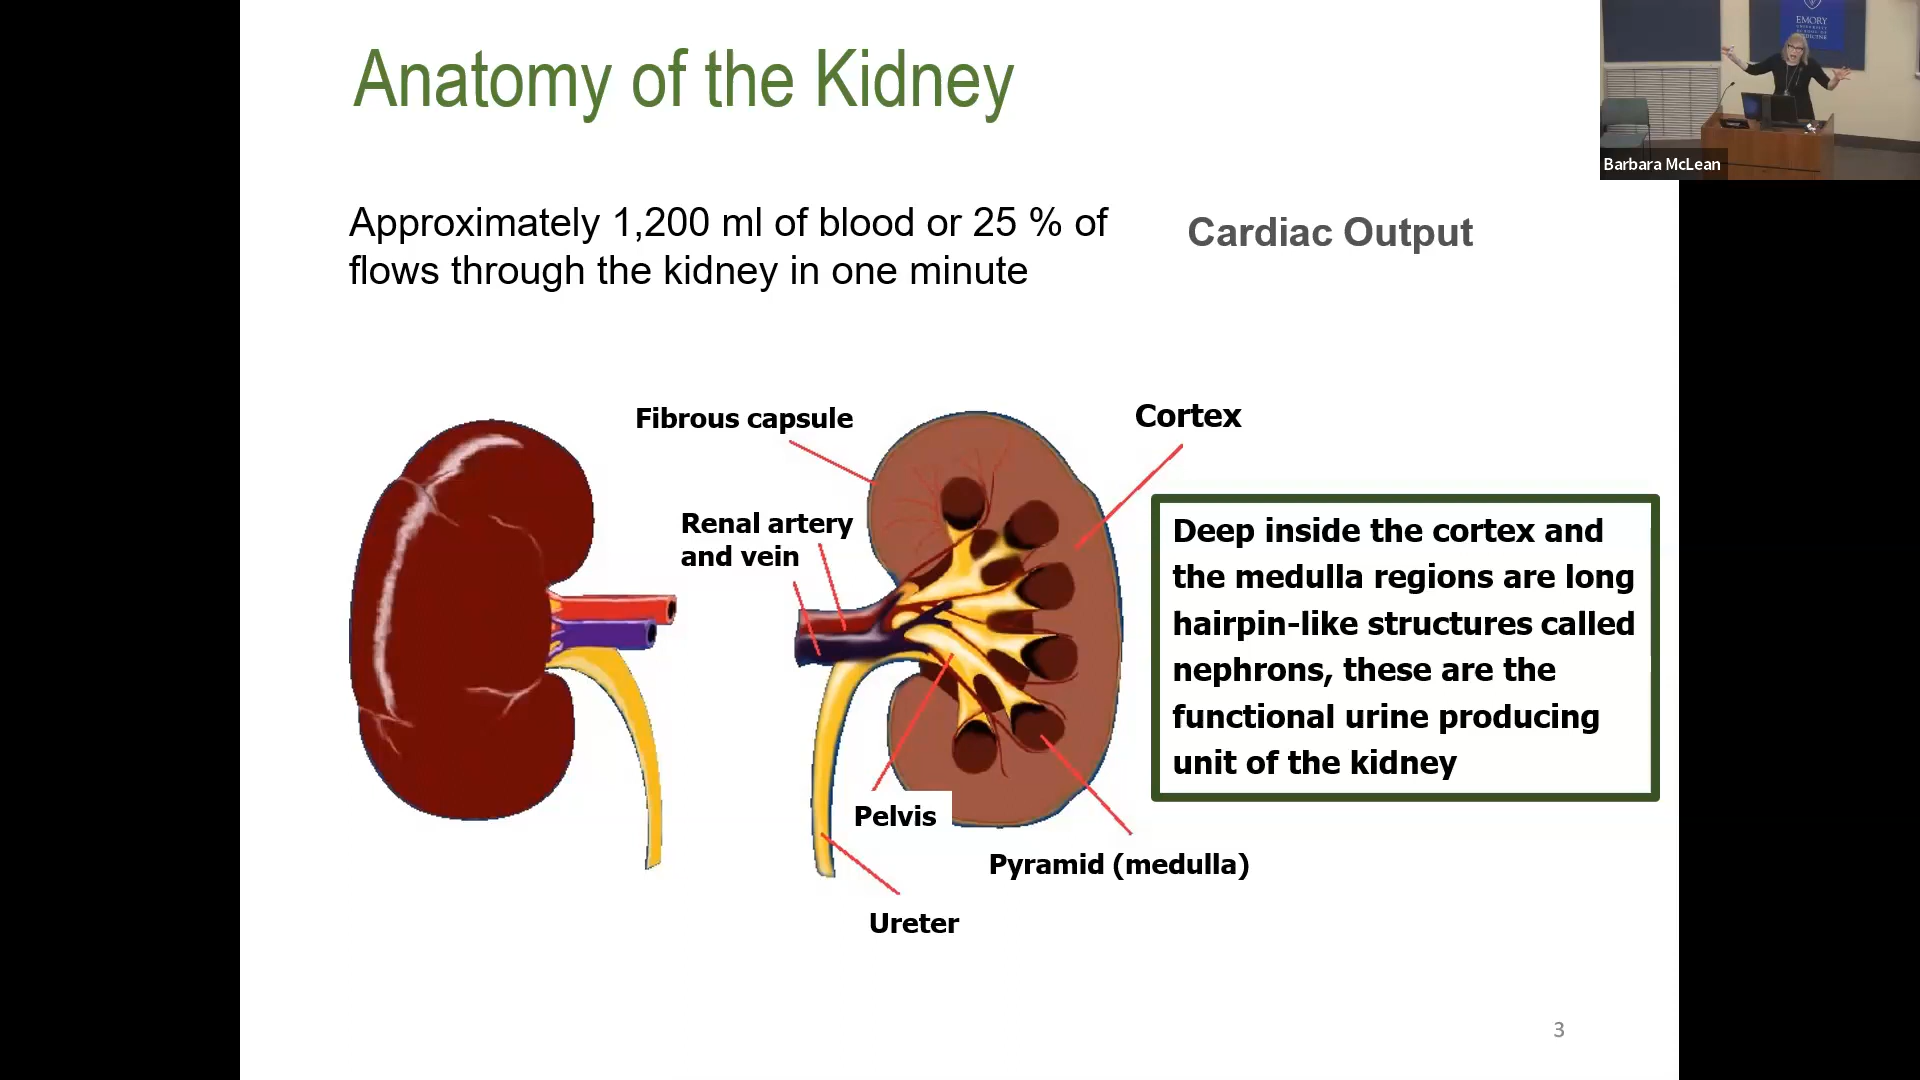 Anatomy of the Kidney
EMORY
Barbara McLean
Approximately 1,200 ml of blood or 25 % of
flows through the kidney in one minute
Cardiac Output
Fibrous capsule
Cortex
Renal artery
and vein
Deep inside the cortex and
the medulla regions are long
hairpin-like structures called
nephrons, these are the
functional urine producing
unit of the kidney
Pelvis
Pyramid (medulla)
Ureter
3